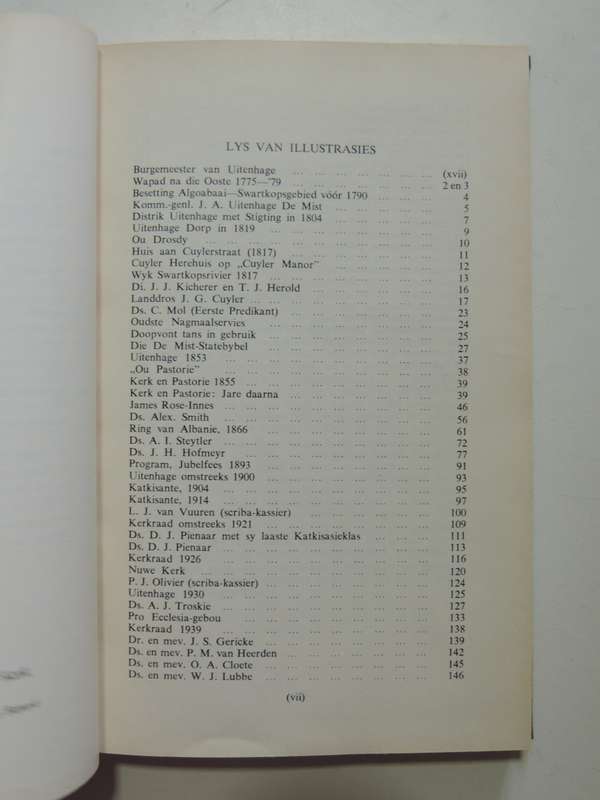 LYS VAN ILLUSTRASIES
Burgemeester van Uitenhage ... ... ... ... ... ... ... (xvii)
Wapad na die Ooste 1775—'79 ... ... ... ... ... ... ... 2 en 3
Besetting Algoabaai—Swartkopsgebied vóór 1790 ... ... ... ... 4
Komm.-genl. J. A. Uitenhage De Mist ... ... ... ... ... 5
Distrik Uitenhage met Stigting in 1804 ... ... ... ... ... 7
Uitenhage Dorp in 1819 ... ... ... ... ... ... ... ... 9
Ou Drosdy ... ... ... ... ... ... ... ... ... ... ... 10
Huis aan Cuylerstraat (1817) ... ... ... ... ... ... ... 11
Cuyler Herehuis op „Cuyler Manor” ... ... ... ... ... 12
Wyk Swartkopsrivier 1817 ... ... ... ... ... ... ... ... 13
Di. J. J. Kicherer en T. J. Herold ... ... ... ... ... ... 16
Landdros J. G. Cuyler ... ... ... ... ... ... ... ... ... 17
Ds. C. Mol (Eerste Predikant) ... ... ... ... ... ... ... 23
Oudste Nagmaalservies ... ... ... ... ... ... ... ... 24
Doopvont tans in gebruik ... ... ... ... ... ... ... ... 25
Die De Mist-Statebybel ... ... ... ... ... ... ... ... 27
Uitenhage 1853 ... ... ... ... ... ... ... ... ... ... 37
„Ou Pastorie” ... ... ... ... ... ... ... ... ... ... 38
Kerk en Pastorie 1855 ... ... ... ... ... ... ... ... ... 39
Kerk en Pastorie: Jare daarna ... ... ... ... ... ... ... 39
James Rose-Innes ... ... ... ... ... ... ... ... ... ... 46
Ds. Alex. Smith ... ... ... ... ... ... ... ... ... ... 56
Ring van Albanie, 1866 ... ... ... ... ... ... ... ... 61
Ds. A. I. Steytler ... ... ... ... ... ... ... ... ... ... 72
Ds. J. H. Hofmeyr ... ... ... ... ... ... ... ... ... 77
Program, Jubelfees 1893 ... ... ... ... ... ... ... ... 91
Uitenhage omstreeks 1900 ... ... ... ... ... ... ... ... 93
Katkisante, 1904 ... ... ... ... ... ... ... ... ... ... 95
Katkisante, 1914 ... ... ... ... ... ... ... ... ... ... 97
L. J. van Vuuren (scriba-kassier) ... ... ... ... ... ... 100
Kerkraad omstreeks 1921 ... ... ... ... ... ... ... ... 109
Ds. D. J. Pienaar met sy laaste Katkisasieklas ... ... ... ... 111
Ds. D. J. Pienaar ... ... ... ... ... ... ... ... ... ... 113
Kerkraad 1926 ... ... ... ... ... ... ... ... ... ... 116
Nuwe Kerk ... ... ... ... ... ... ... ... ... ... ... 120
P. J. Olivier (scriba-kassier) ... ... ... ... ... ... ... ... 124
Uitenhage 1930 ... ... ... ... ... ... ... ... ... ... 125
Ds. A. J. Troskie ... ... ... ... ... ... ... ... ... ... 127
Pro Ecclesia-gebou ... ... ... ... ... ... ... ... ... 133
Kerkraad 1939 ... ... ... ... ... ... ... ... ... ... 138
Dr. en mev. J. S. Gericke ... ... ... ... ... ... ... ... 139
Ds. en mev. P. M. van Heerden ... ... ... ... ... ... ... 142
Ds. en mev. O. A. Cloete ... ... ... ... ... ... ... ... 145
Ds. en mev. W. J. Lubbe ... ... ... ... ... ... ... ... 146
(vii)